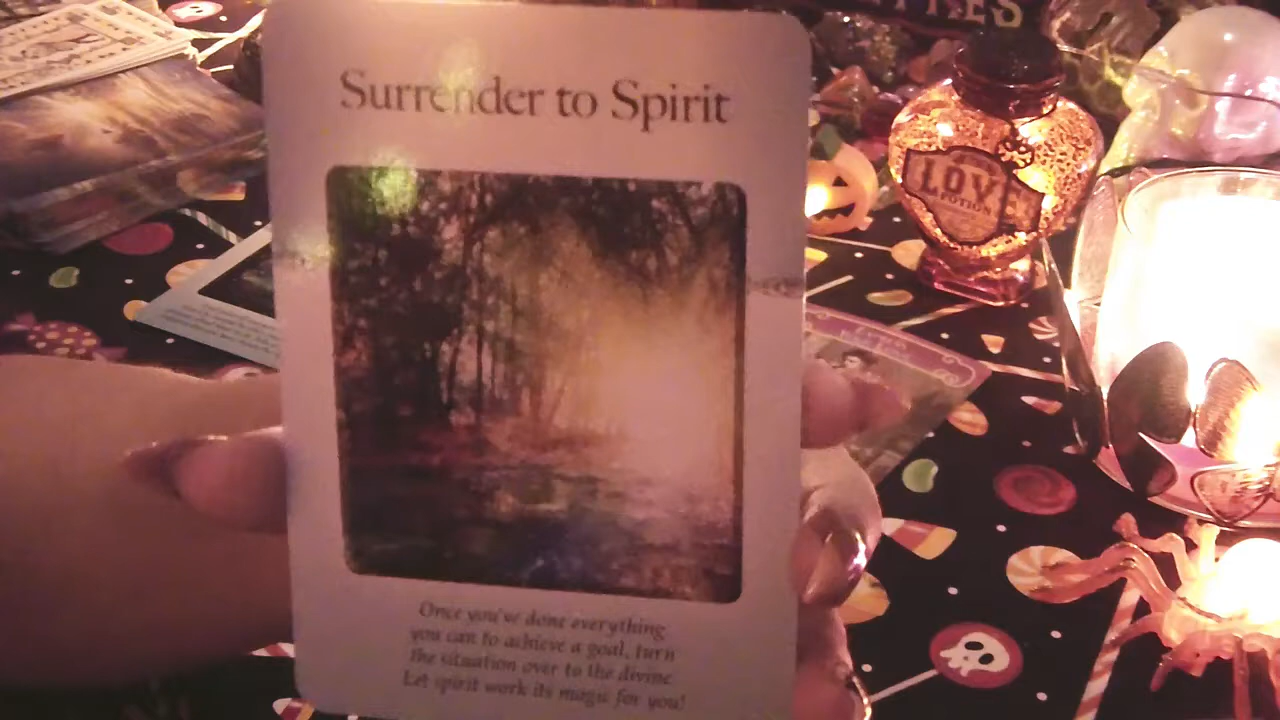 Surrender to Spirit
Once you've done everything
you can to achieve a goal, turn
the situation over to the divine
Let spirit work its magic for you!
LOVE
POTION